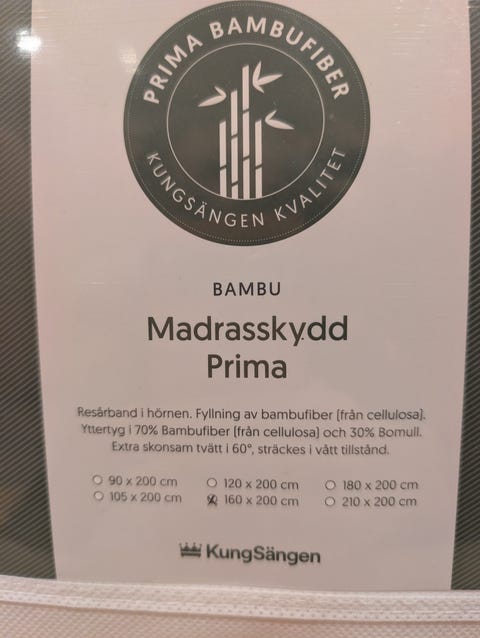 PRIMA BAMBUFIBER
KUNGSÄNGEN KVALITET
BAMBU
Madrasskydd
Prima
Resårband i hörnen. Fyllning av bambufiber (från cellulosa).
Yttertyg i 70% Bambufiber (från cellulosa) och 30% Bomull.
Extra skonsam tvätt i 60°, sträckes i vått tillstånd.
90 x 200 cm 120 x 200 cm 180 x 200 cm
105 x 200 cm 160 x 200 cm 210 x 200 cm
KungSängen